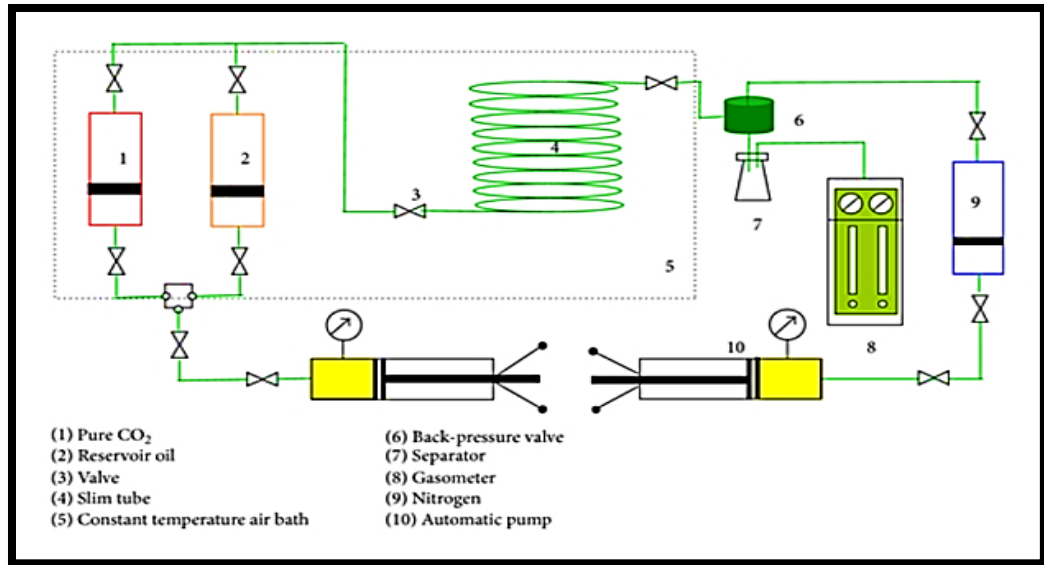 1
2
3
4
5
6
7
8
9
10
(1) Pure CO₂
(2) Reservoir oil
(3) Valve
(4) Slim tube
(5) Constant temperature air bath
(6) Back-pressure valve
(7) Separator
(8) Gasometer
(9) Nitrogen
(10) Automatic pump